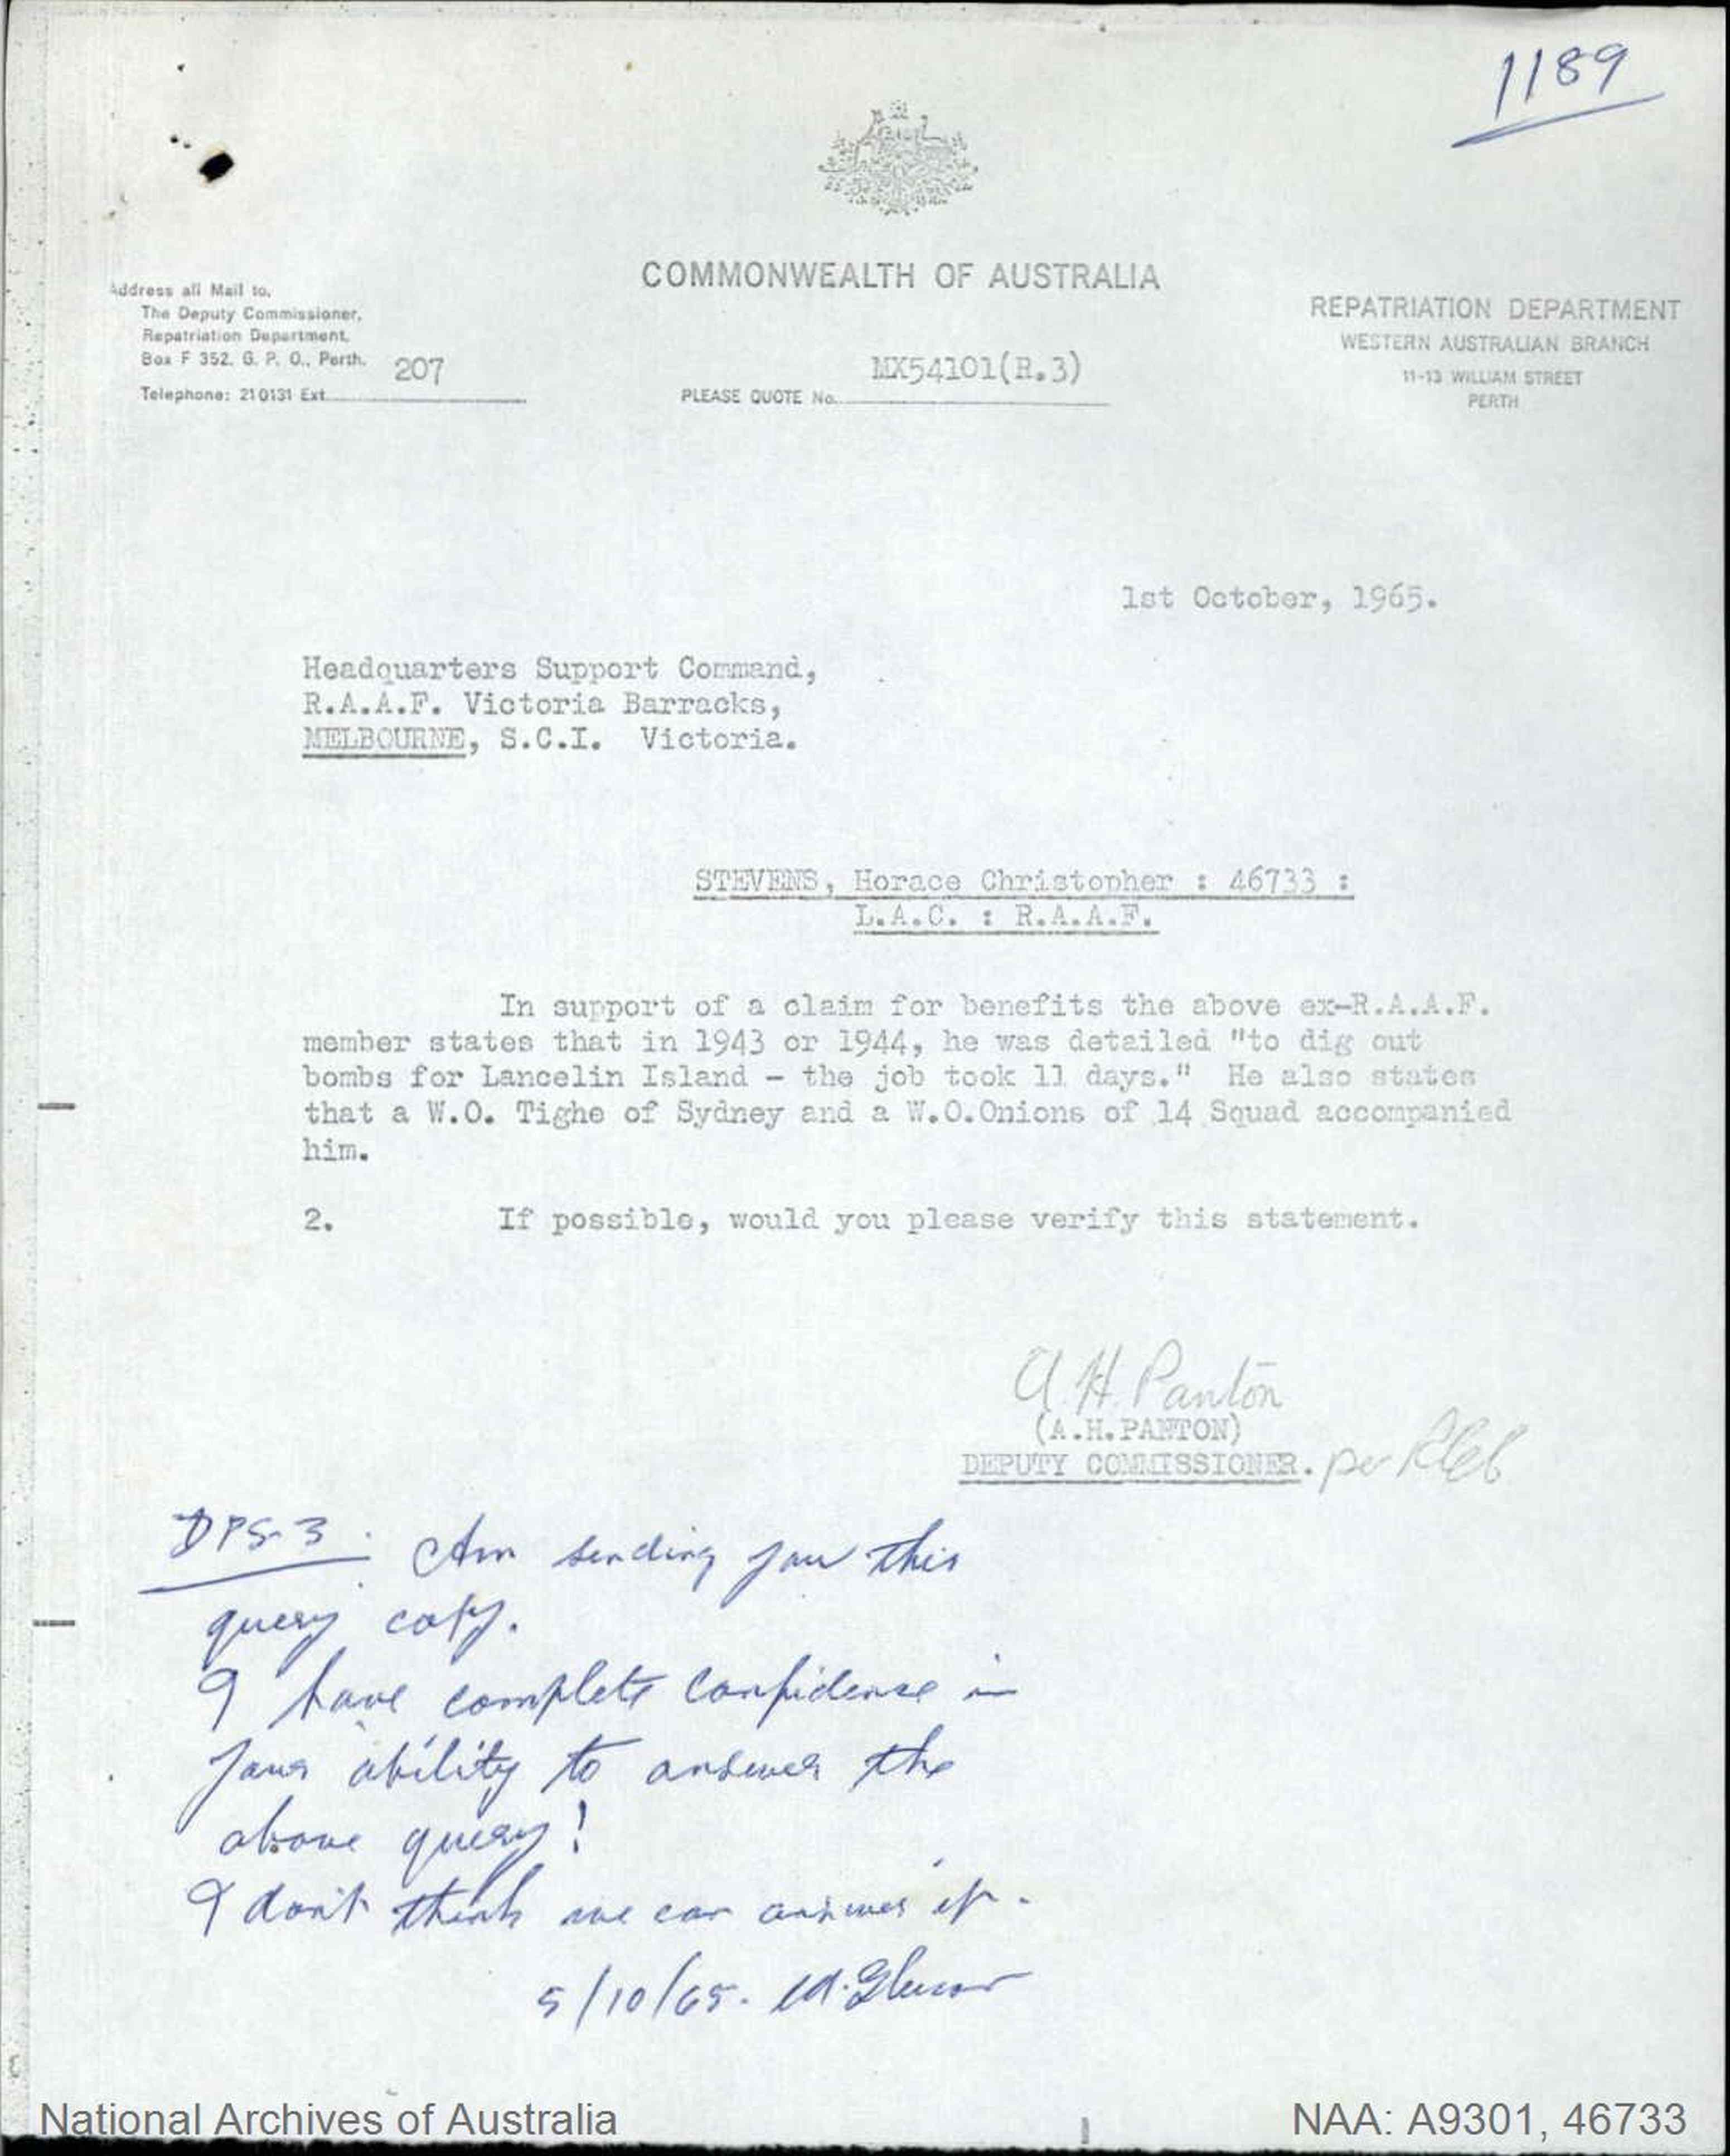 1189
COMMONWEALTH OF AUSTRALIA
Address all Mail to,
The Deputy Commissioner,
Repatriation Department,
Box F 352, G. P. O., Perth.
Telephone: 210131 Ext. 207
PLEASE QUOTE No. MX54101(R.3)
REPATRIATION DEPARTMENT
WESTERN AUSTRALIAN BRANCH
11-13 WILLIAM STREET
PERTH
1st October, 1965.
Headquarters Support Command,
R.A.A.F. Victoria Barracks,
MELBOURNE, S.C.I. Victoria.
STEVENS, Horace Christopher : 46733 :
L.A.C. : R.A.A.F.
In support of a claim for benefits the above ex-R.A.A.F.
member states that in 1943 or 1944, he was detailed "to dig out
bombs for Lancelin Island - the job took 11 days." He also states
that a W.O. Tighe of Sydney and a W.O.Onions of 14 Squad accompanied
him.
2. If possible, would you please verify this statement.
A.H. Panton
(A.H.PANTON)
DEPUTY COMMISSIONER. per
DPS-3. Am sending you this
query coty.
I have complete confidence in
your ability to answer the
above query!
I don't think we can answer it.
5/10/65.
National Archives of Australia
NAA: A9301, 46733